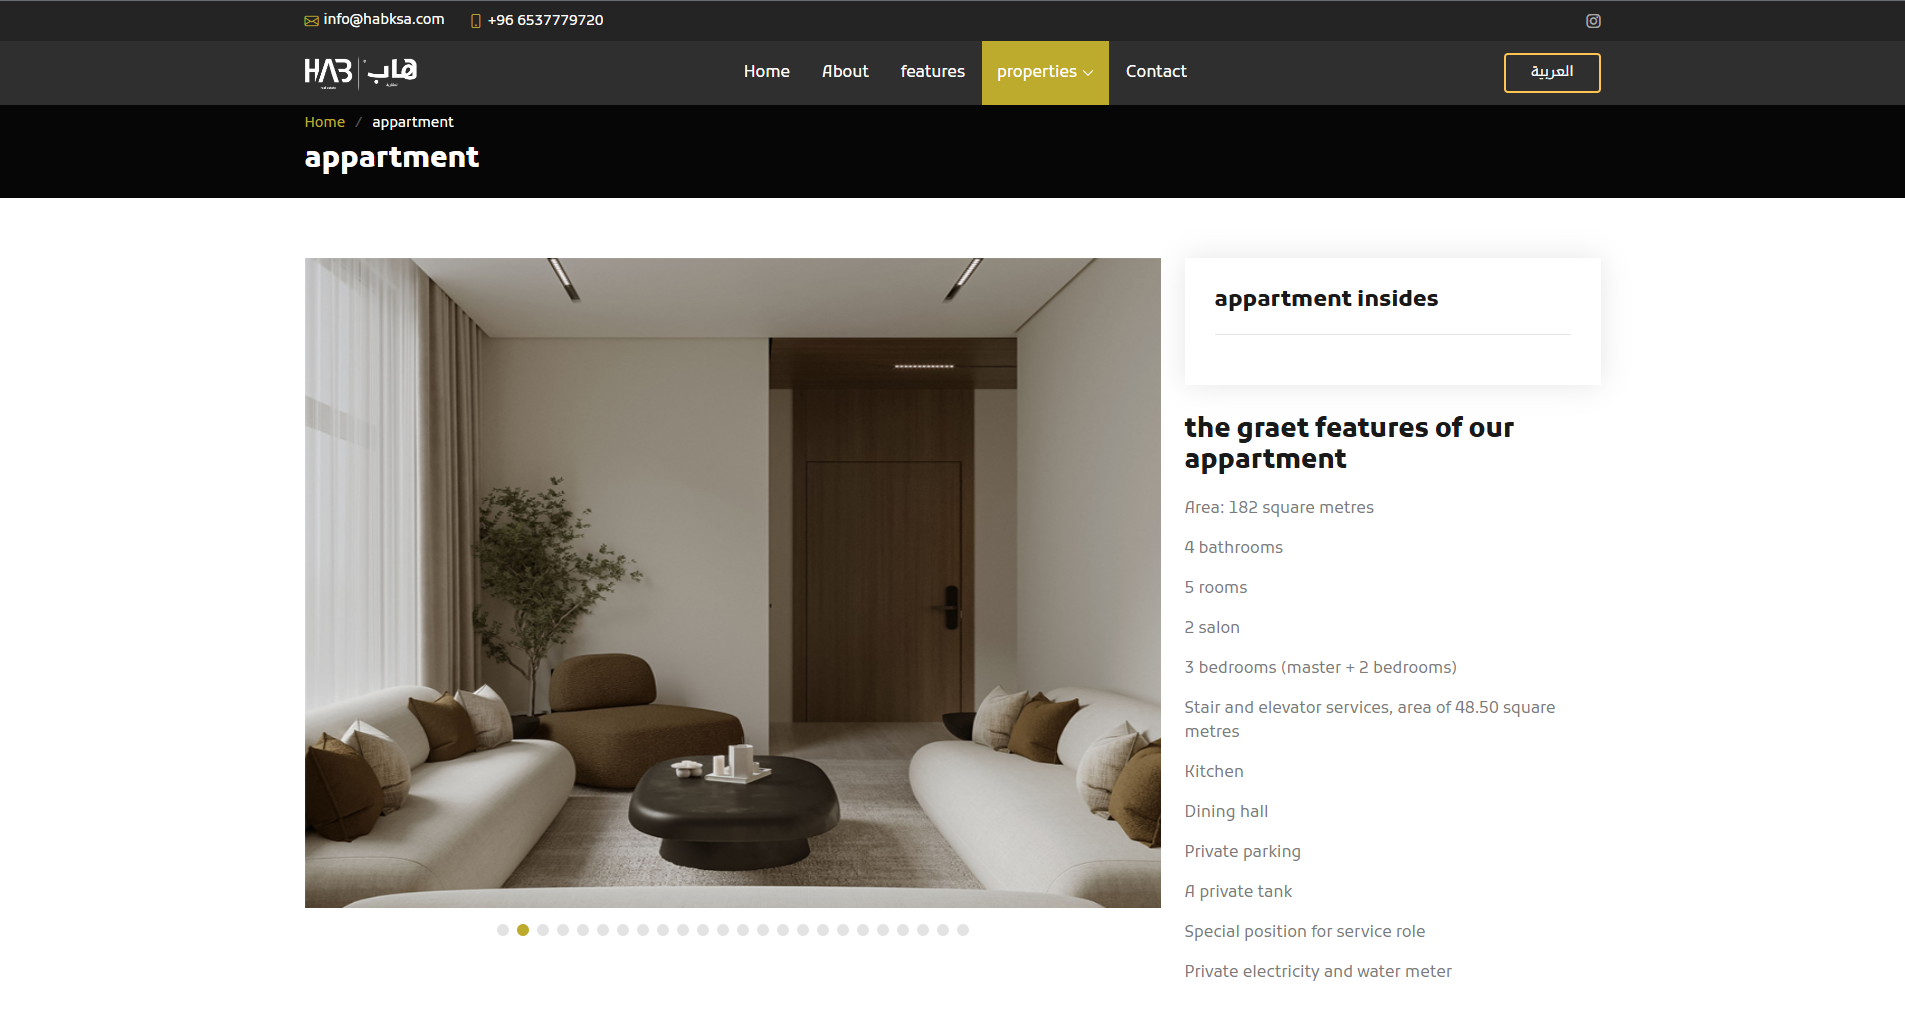 info@habksa.com
+96 6537779720
HAB هاب
Home
About
features
properties
Contact
العربية
Home / appartment
appartment
appartment insides
the graet features of our
appartment
Area: 182 square metres
4 bathrooms
5 rooms
2 salon
3 bedrooms (master + 2 bedrooms)
Stair and elevator services, area of 48.50 square
metres
Kitchen
Dining hall
Private parking
A private tank
Special position for service role
Private electricity and water meter